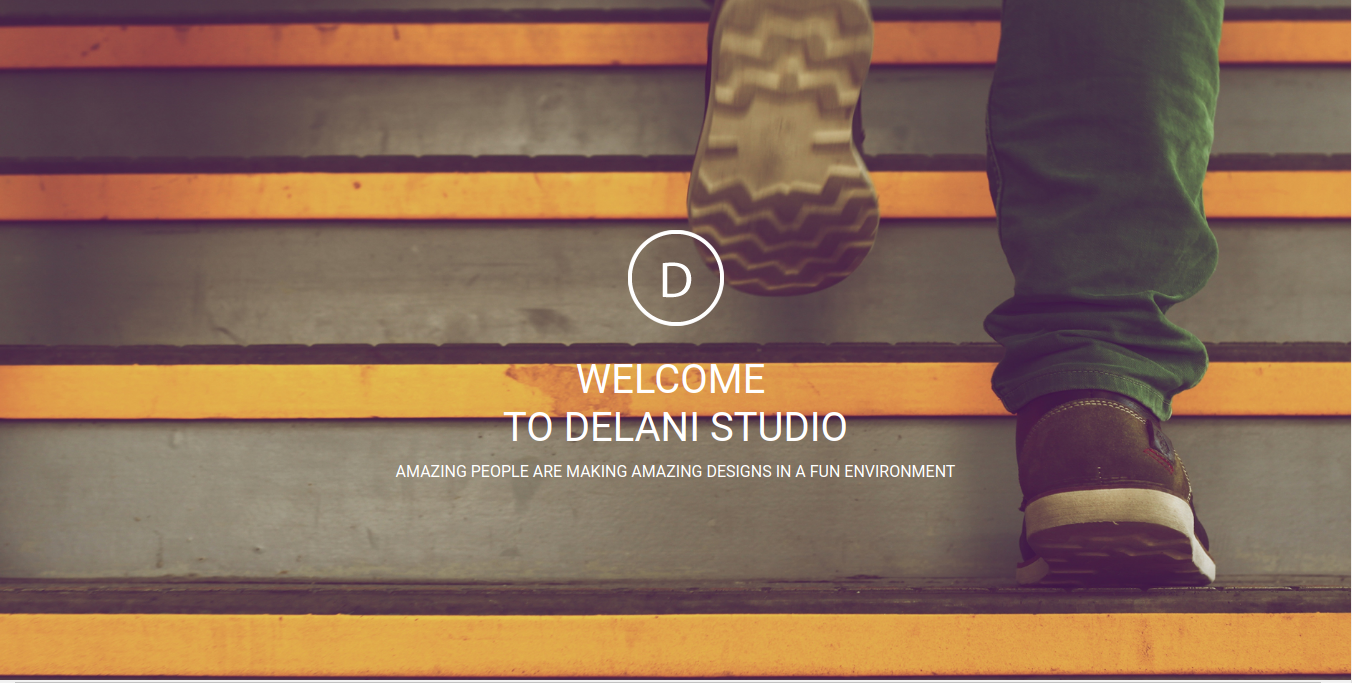 D
WELCOME
TO DELANI STUDIO
AMAZING PEOPLE ARE MAKING AMAZING DESIGNS IN A FUN ENVIRONMENT